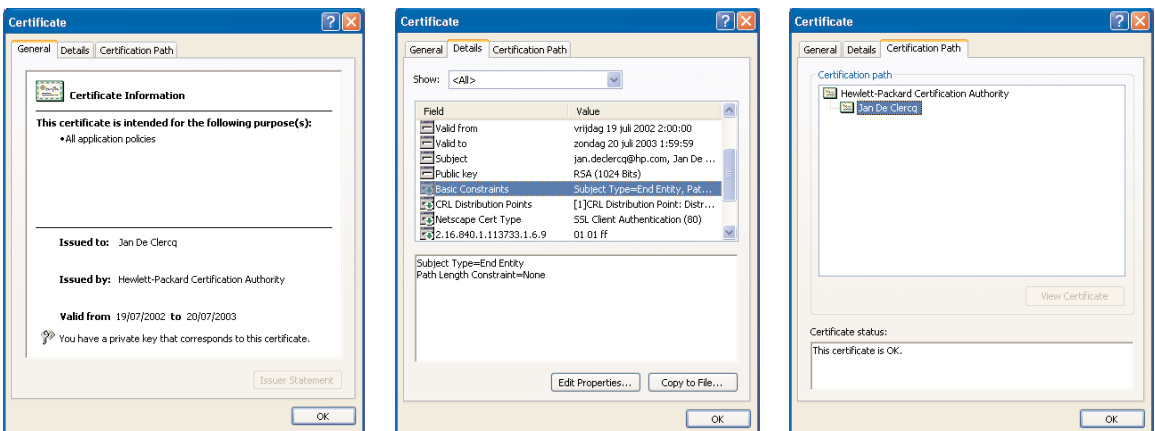 Certificate
General Details Certification Path
Certificate Information
This certificate is intended for the following purpose(s):
•All application policies
Issued to: Jan De Clercq
Issued by: Hewlett-Packard Certification Authority
Valid from 19/07/2002 to 20/07/2003
You have a private key that corresponds to this certificate.
Issuer Statement
OK
Certificate
General Details Certification Path
Show: <All>
Field Value
Valid from vrijdag 19 juli 2002 2:00:00
Valid to zondag 20 juli 2003 1:59:59
Subject jan.declercq@hp.com, Jan De ...
Public key RSA (1024 Bits)
Basic Constraints Subject Type=End Entity, Pat...
CRL Distribution Points [1]CRL Distribution Point: Distr...
Netscape Cert Type SSL Client Authentication (80)
2.16.840.1.113733.1.6.9 01 01 ff
Subject Type=End Entity
Path Length Constraint=None
Edit Properties... Copy to File...
OK
Certificate
General Details Certification Path
Certification path
Hewlett-Packard Certification Authority
Jan De Clercq
View Certificate
Certificate status:
This certificate is OK.
OK